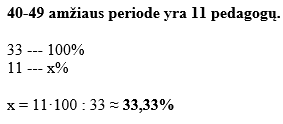 40-49 amžiaus periode yra 11 pedagogų.
33 --- 100%
11 --- x%
x = 11·100 : 33 ≈ 33,33%